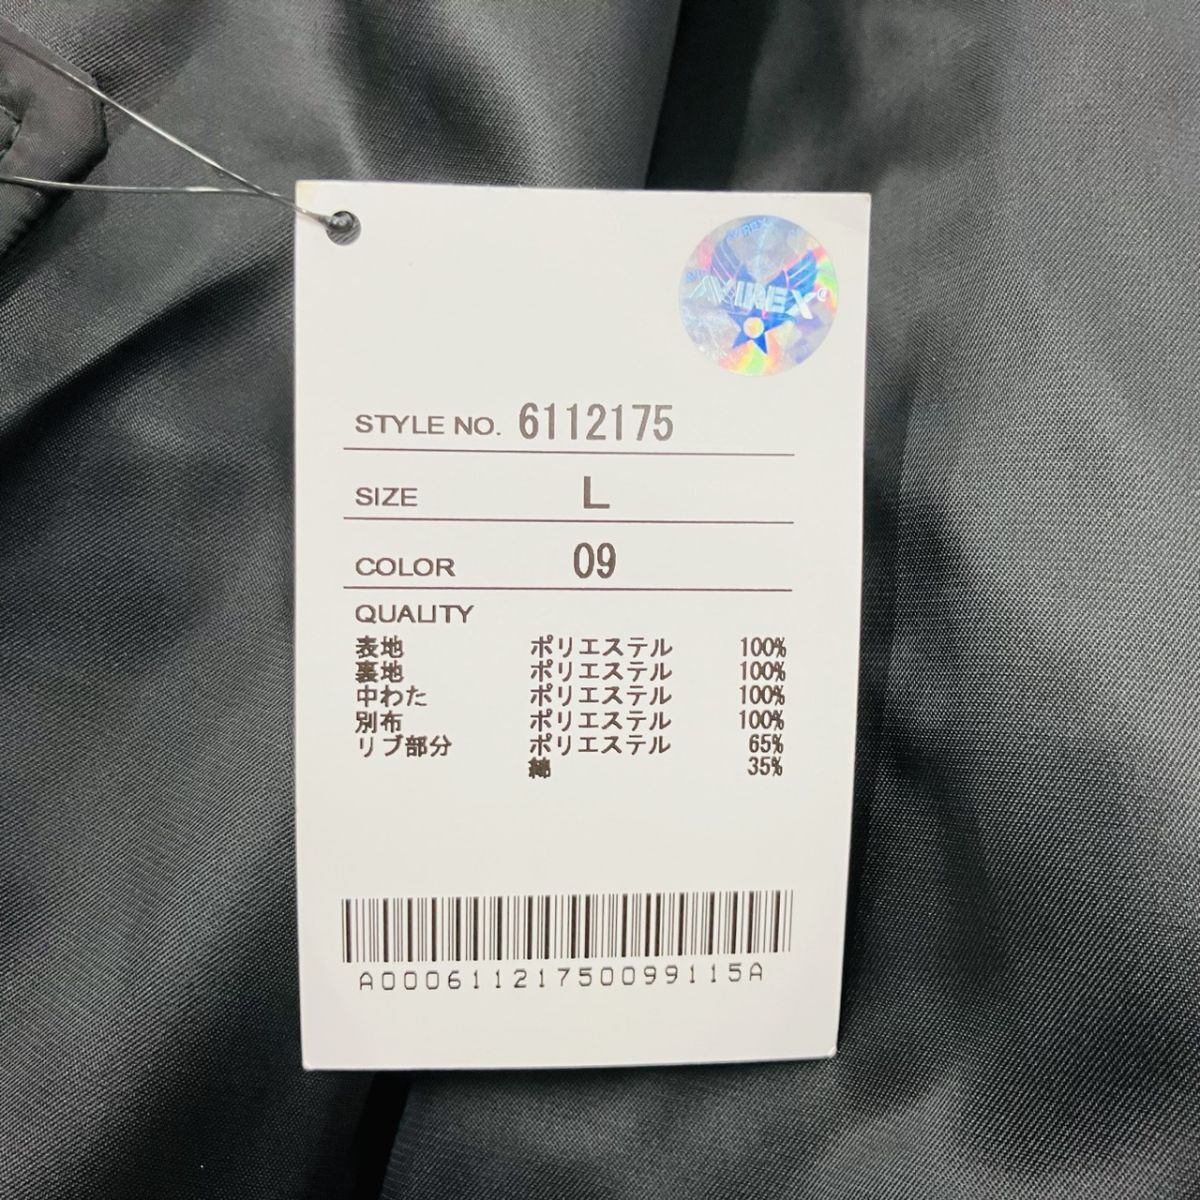 AVIREX
AVIREX®
STYLE NO. 6112175
SIZE L
COLOR 09
QUALITY
表地 ポリエステル 100%
裏地 ポリエステル 100%
中わた ポリエステル 100%
別布 ポリエステル 100%
リブ部分 ポリエステル 65%
綿 35%
A00061121750099115A